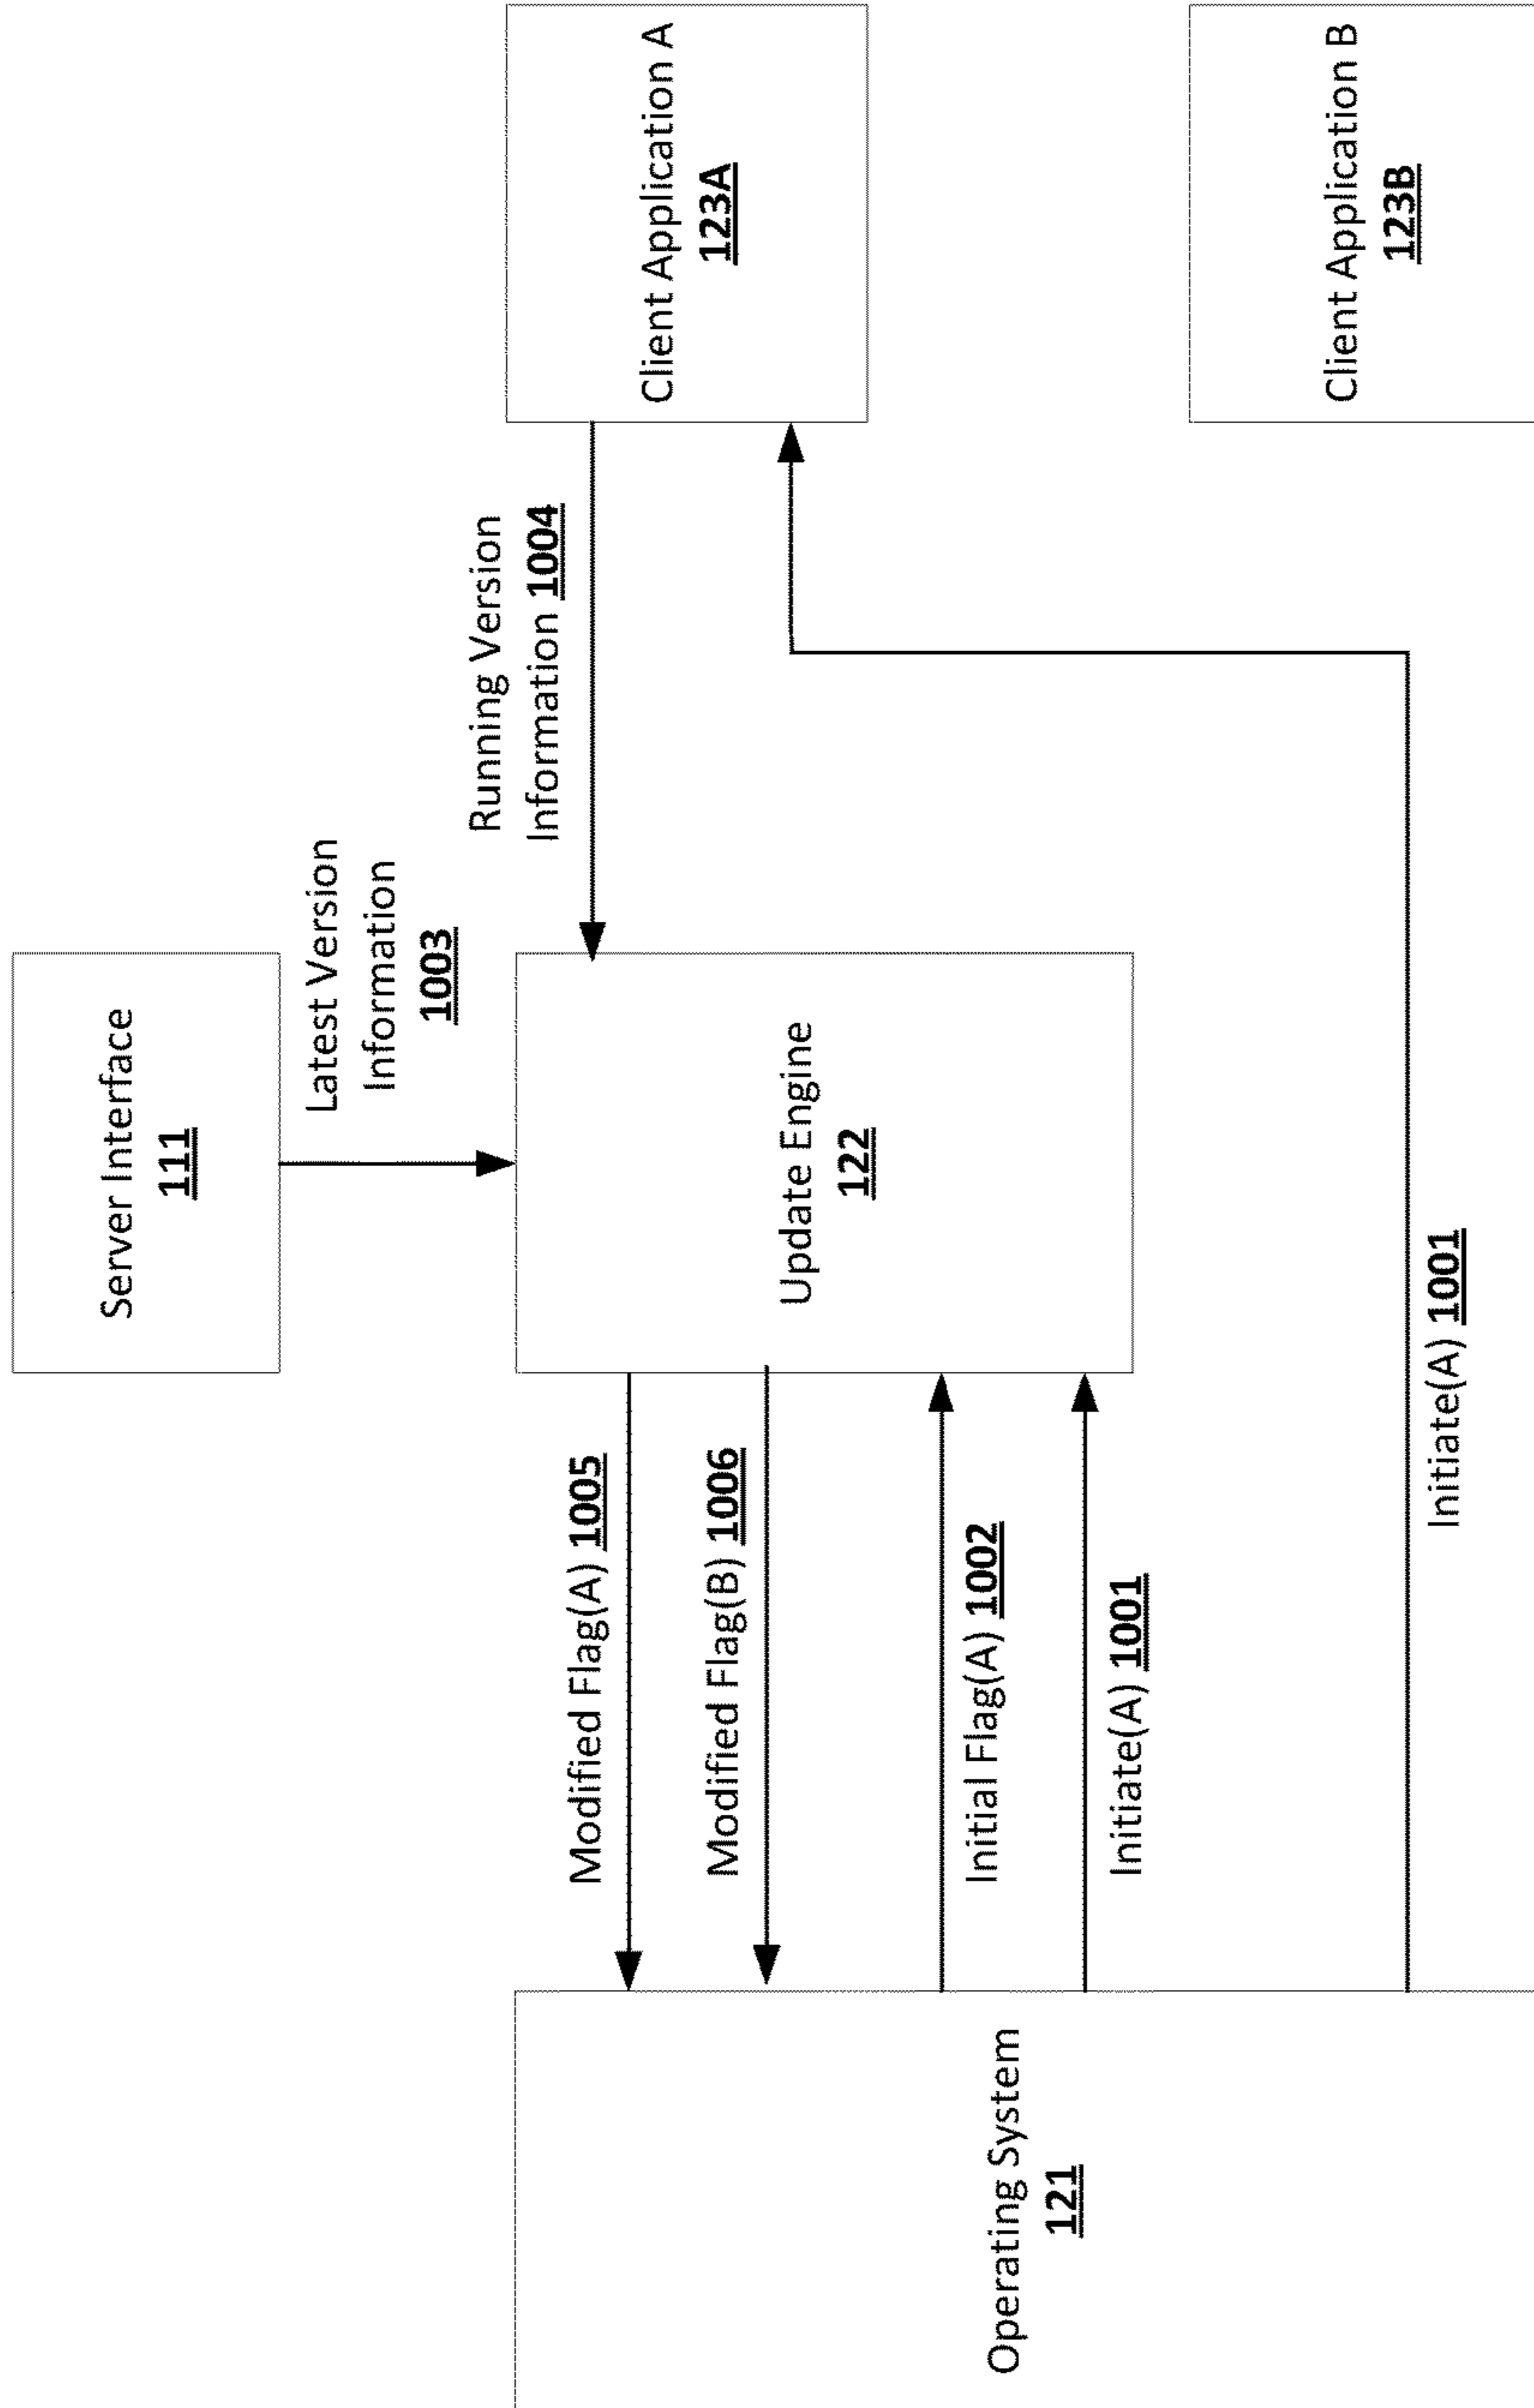 Server Interface
111
Latest Version
Information
1003
Operating System
121
Modified Flag(A) 1005
Modified Flag(B) 1006
Initial Flag(A) 1002
Initiate(A) 1001
Update Engine
122
Running Version
Information 1004
Client Application A
123A
Initiate(A) 1001
Client Application B
123B